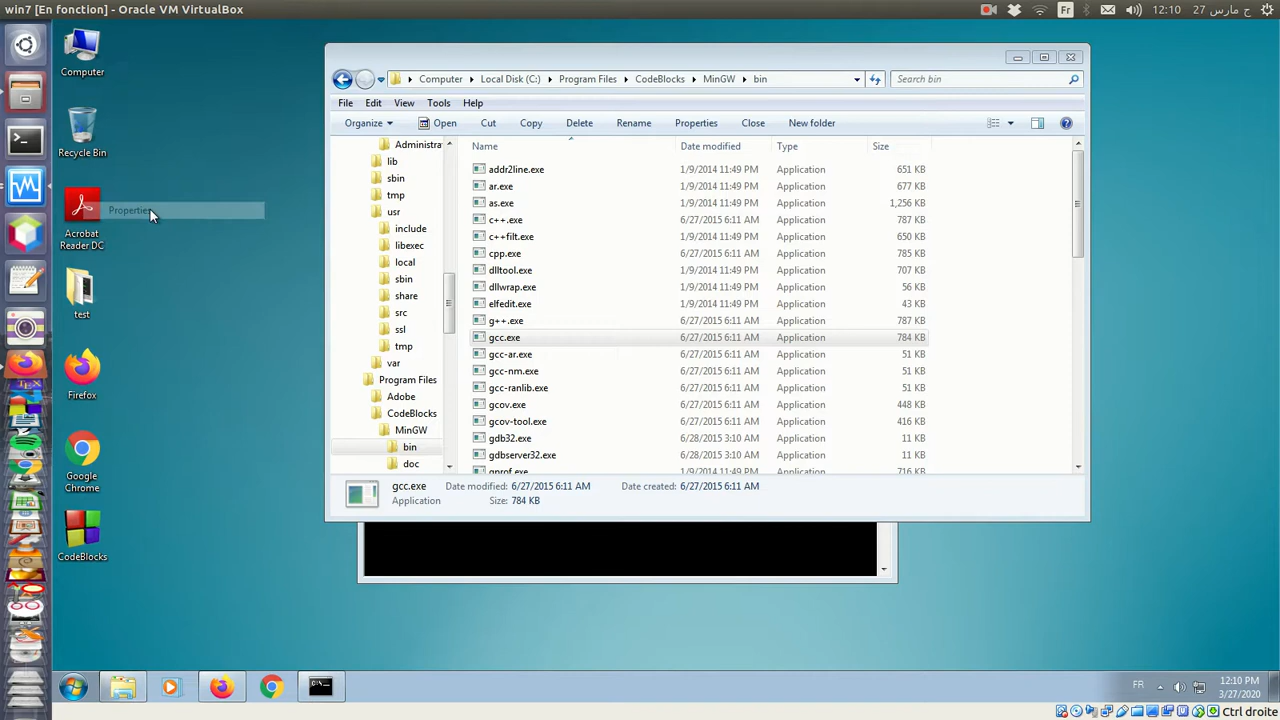 win7 [En fonction] - Oracle VM VirtualBox
Fr
12:10 27 ح مارس
Computer
Recycle Bin
Acrobat
Reader DC
Properties
test
Firefox
Google
Chrome
CodeBlocks
Computer Local Disk (C:) Program Files CodeBlocks MinGW bin
Search bin
File Edit View Tools Help
Organize Open Cut Copy Delete Rename Properties Close New folder
Administra
lib
sbin
tmp
usr
include
libexec
local
sbin
share
src
ssl
tmp
var
Program Files
Adobe
CodeBlocks
MinGW
bin
doc
Name Date modified Type Size
addr2line.exe 1/9/2014 11:49 PM Application 651 KB
ar.exe 1/9/2014 11:49 PM Application 677 KB
as.exe 1/9/2014 11:49 PM Application 1,256 KB
c++.exe 6/27/2015 6:11 AM Application 787 KB
c++filt.exe 1/9/2014 11:49 PM Application 650 KB
cpp.exe 6/27/2015 6:11 AM Application 785 KB
dlltool.exe 1/9/2014 11:49 PM Application 707 KB
dllwrap.exe 1/9/2014 11:49 PM Application 56 KB
elfedit.exe 1/9/2014 11:49 PM Application 43 KB
g++.exe 6/27/2015 6:11 AM Application 787 KB
gcc.exe 6/27/2015 6:11 AM Application 784 KB
gcc-ar.exe 6/27/2015 6:11 AM Application 51 KB
gcc-nm.exe 6/27/2015 6:11 AM Application 51 KB
gcc-ranlib.exe 6/27/2015 6:11 AM Application 51 KB
gcov.exe 6/27/2015 6:11 AM Application 448 KB
gcov-tool.exe 6/27/2015 6:11 AM Application 416 KB
gdb32.exe 6/28/2015 3:10 AM Application 11 KB
gdbserver32.exe 6/28/2015 3:10 AM Application 11 KB
gprof.exe 1/9/2014 11:49 PM Application 716 KB
gcc.exe Date modified: 6/27/2015 6:11 AM Date created: 6/27/2015 6:11 AM
Application Size: 784 KB
FR
12:10 PM
3/27/2020
Ctrl droite